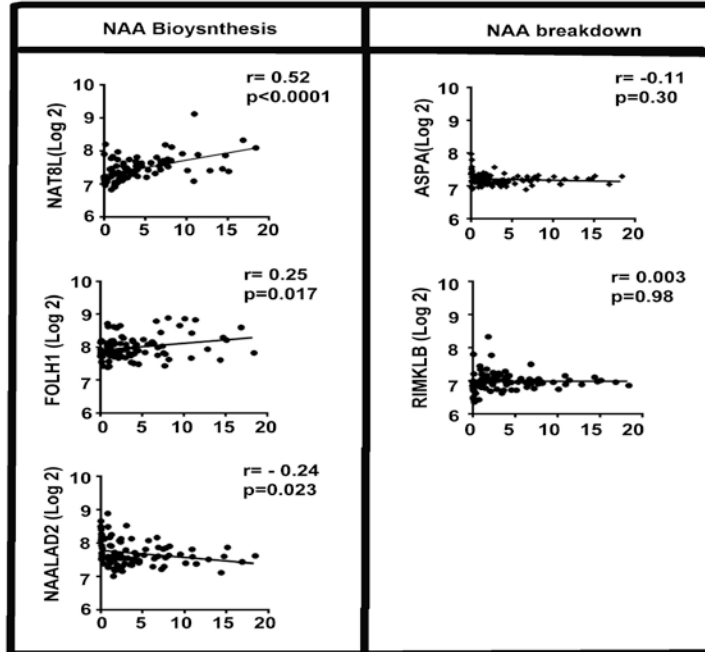 NAA Bioysnthesis
r= 0.52
p<0.0001
NAT8L(Log 2)
10
9
8
7
6
0 5 10 15 20
r= 0.25
p=0.017
FOLH1 (Log 2)
10
9
8
7
6
0 5 10 15 20
r= - 0.24
p=0.023
NAALAD2 (Log 2)
10
9
8
7
6
0 5 10 15 20
NAA breakdown
r= -0.11
p=0.30
ASPA(Log 2)
10
9
8
7
6
0 5 10 15 20
r= 0.003
p=0.98
RIMKLB (Log 2)
10
9
8
7
6
0 5 10 15 20